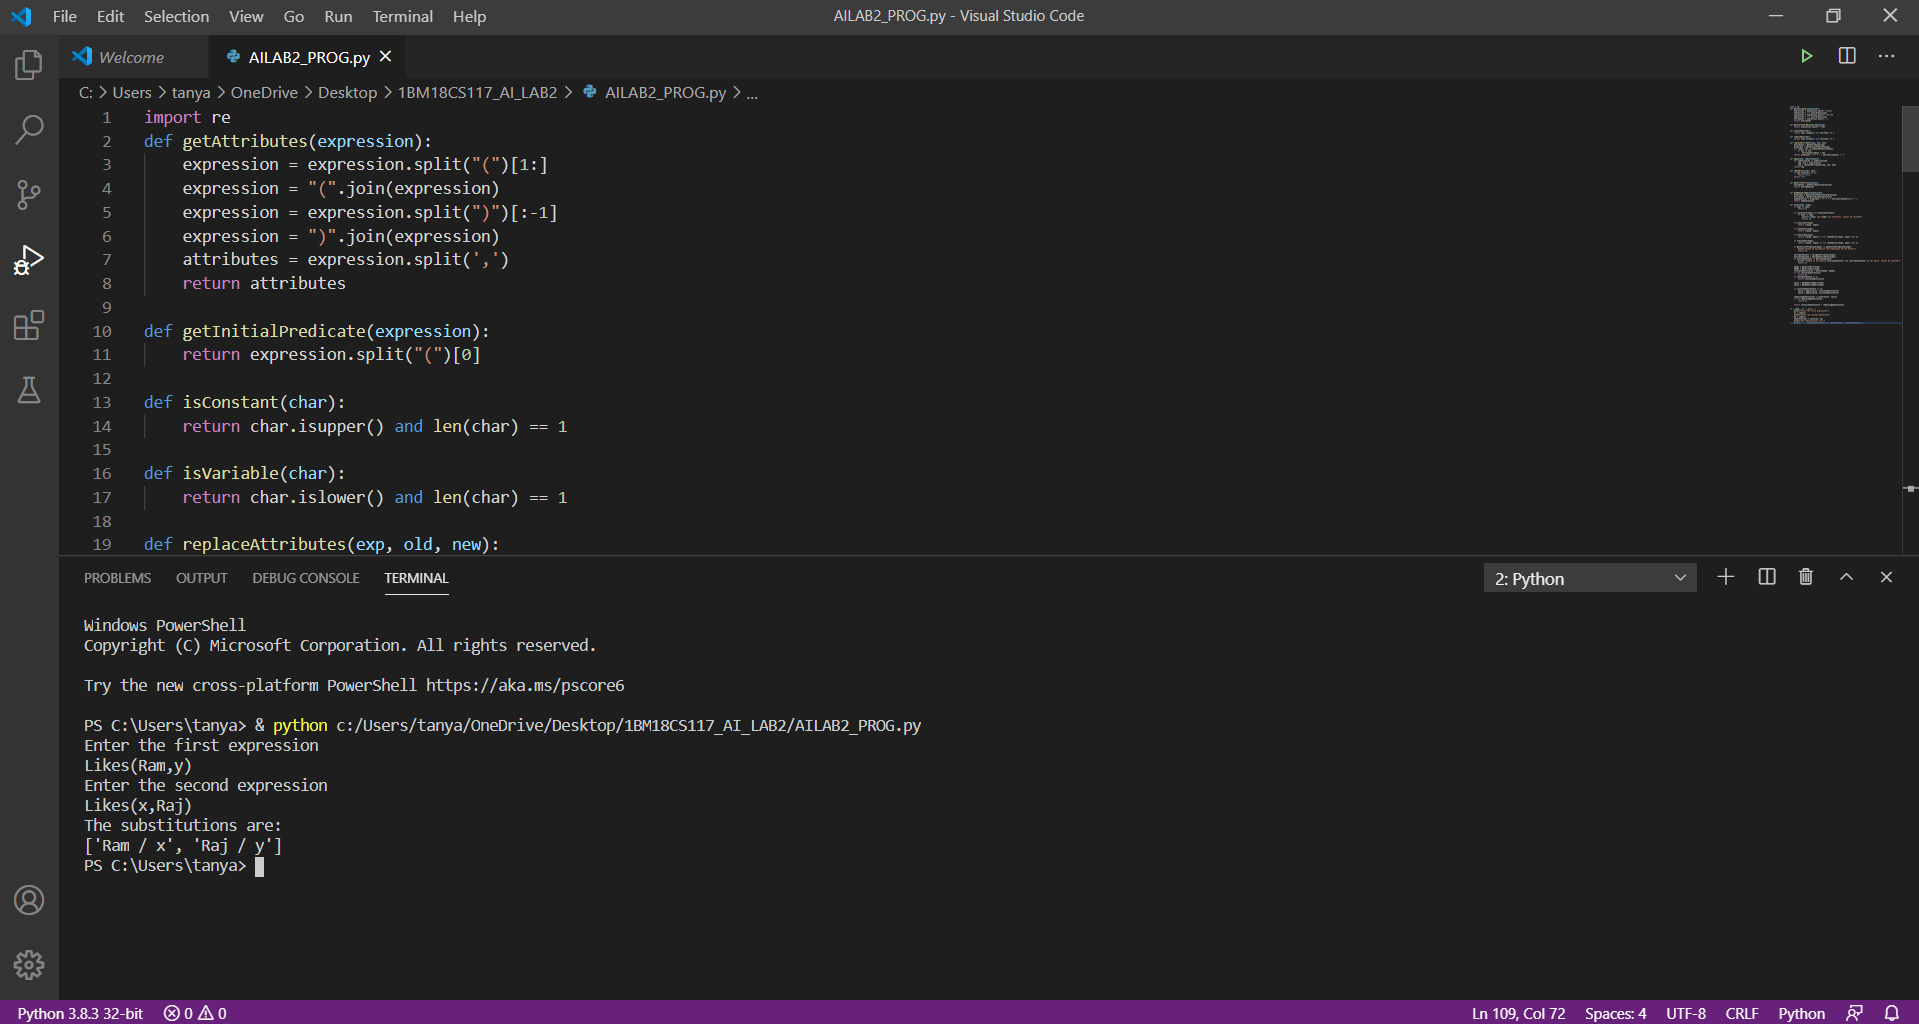 File Edit Selection View Go Run Terminal Help AILAB2_PROG.py - Visual Studio Code
Welcome AILAB2_PROG.py
C: > Users > tanya > OneDrive > Desktop > 1BM18CS117_AI_LAB2 > AILAB2_PROG.py > ...
1 import re
2 def getAttributes(expression):
3     expression = expression.split("(")[1:]
4     expression = "(".join(expression)
5     expression = expression.split(")")[:-1]
6     expression = ")".join(expression)
7     attributes = expression.split(',')
8     return attributes
9
10 def getInitialPredicate(expression):
11     return expression.split("(")[0]
12
13 def isConstant(char):
14     return char.isupper() and len(char) == 1
15
16 def isVariable(char):
17     return char.islower() and len(char) == 1
18
19 def replaceAttributes(exp, old, new):
PROBLEMS OUTPUT DEBUG CONSOLE TERMINAL 2: Python
Windows PowerShell
Copyright (C) Microsoft Corporation. All rights reserved.
Try the new cross-platform PowerShell https://aka.ms/pscore6
PS C:\Users\tanya> & python c:/Users/tanya/OneDrive/Desktop/1BM18CS117_AI_LAB2/AILAB2_PROG.py
Enter the first expression
Likes(Ram,y)
Enter the second expression
Likes(x,Raj)
The substitutions are:
['Ram / x', 'Raj / y']
PS C:\Users\tanya>
Python 3.8.3 32-bit 0 0 Ln 109, Col 72 Spaces: 4 UTF-8 CRLF Python